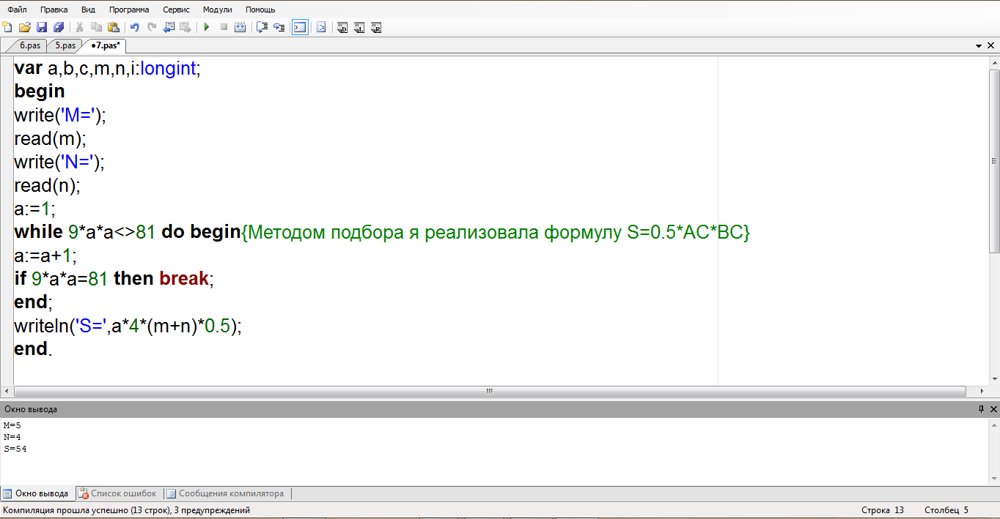 Файл Правка Вид Программа Сервис Модули Помощь
6.pas 5.pas •7.pas*
var a,b,c,m,n,i:longint;
begin
write('M=');
read(m);
write('N=');
read(n);
a:=1;
while 9*a*a<>81 do begin{Методом подбора я реализовала формулу S=0.5*AC*BC}
a:=a+1;
if 9*a*a=81 then break;
end;
writeln('S=',a*4*(m+n)*0.5);
end.
Окно вывода
M=5
N=4
S=54
Окно вывода Список ошибок Сообщения компилятора
Компиляция прошла успешно (13 строк), 3 предупреждений Строка 13 Столбец 5